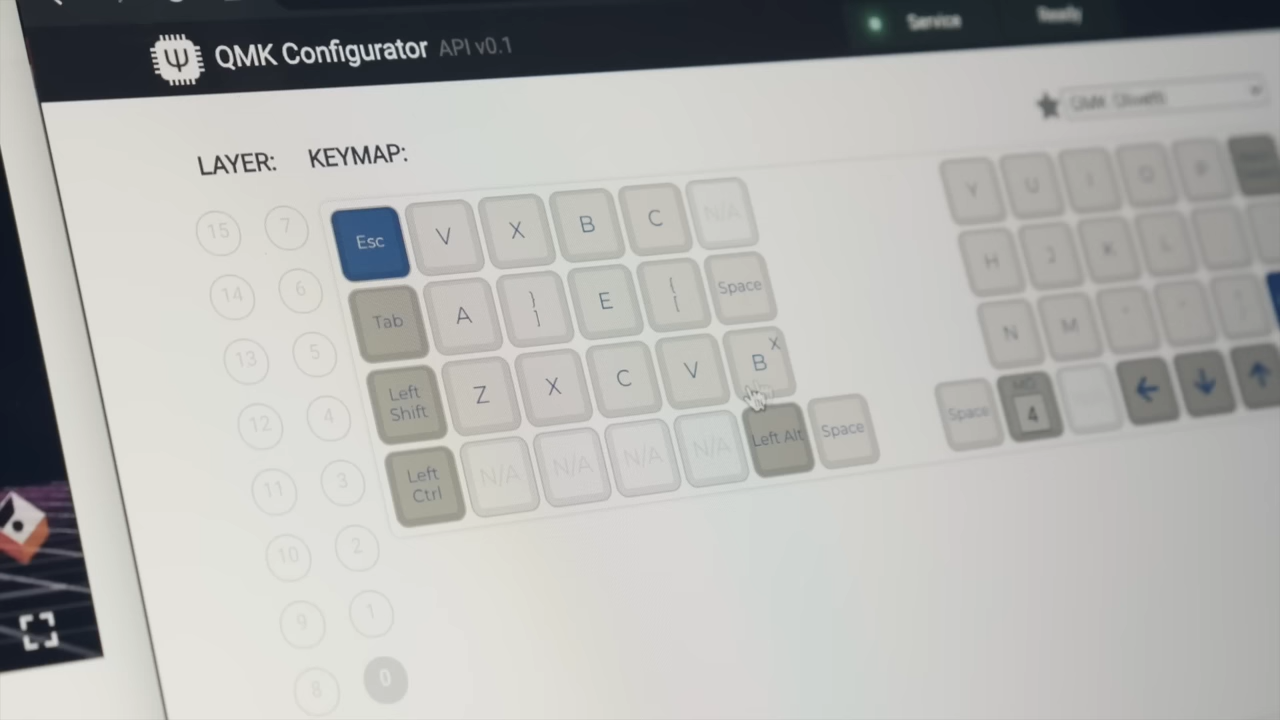 QMK Configurator API v0.1
Service
Ready
LAYER: KEYMAP:
15 7
14 6
13 5
12 4
11 3
10 2
9 1
8 0
Esc V X B C N/A
Tab A } ] E { [ Space
Left Shift Z X C V B X
Left Ctrl N/A N/A N/A N/A Left Alt Space
Y U I O P
H J K L
N M
Space MO 4 ← ↓ ↑